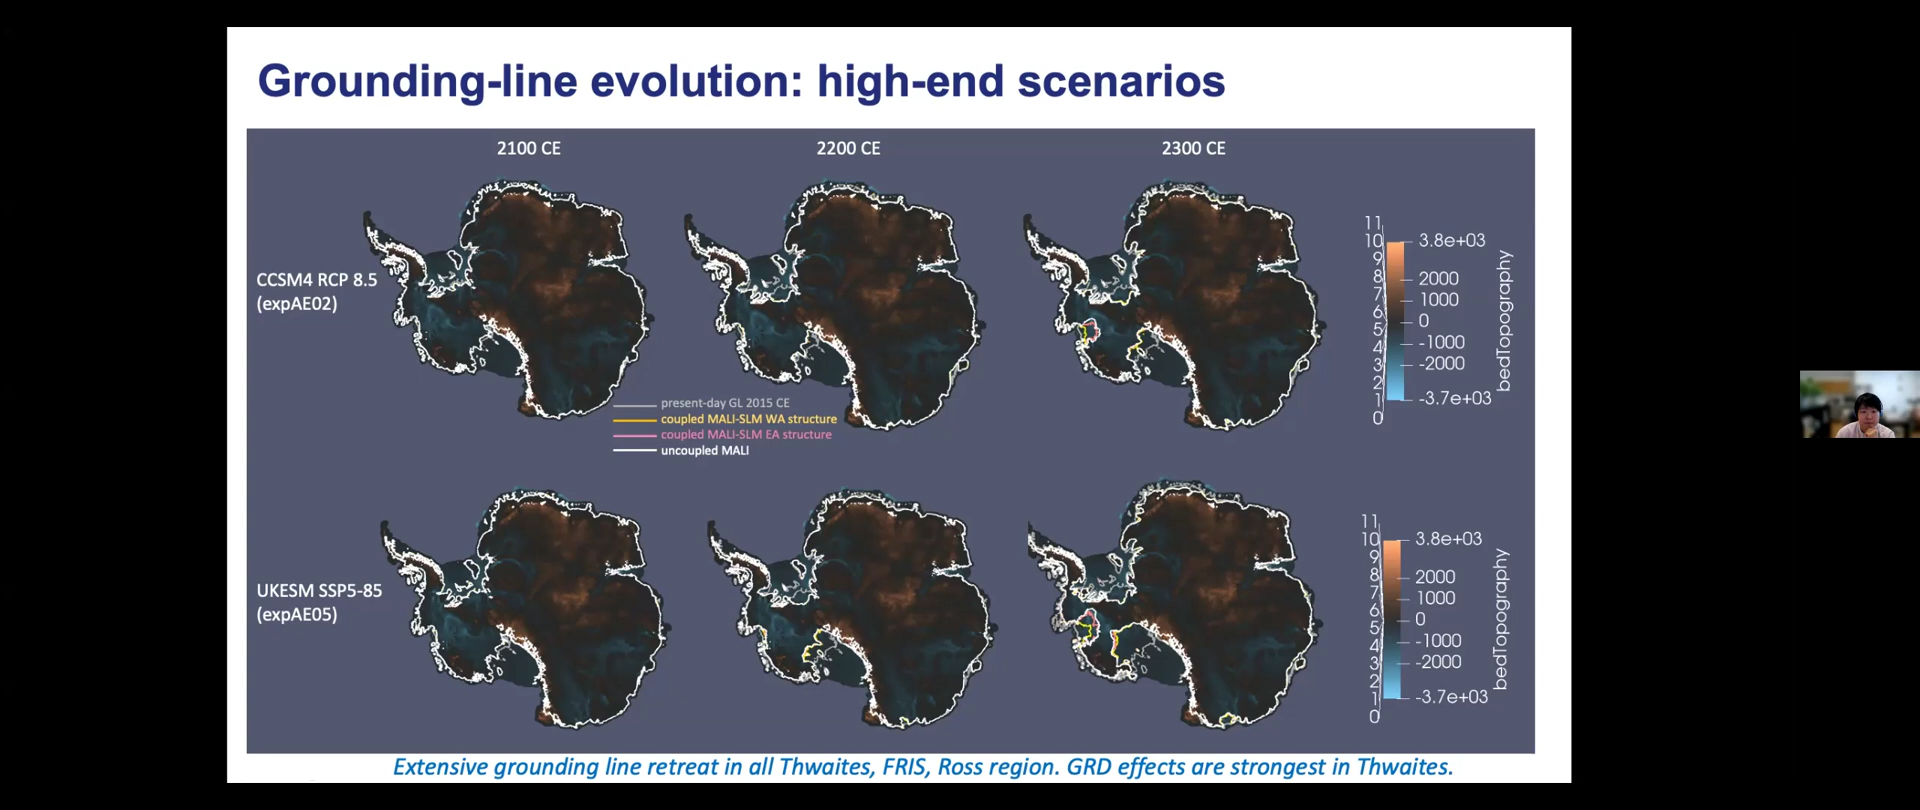 Grounding-line evolution: high-end scenarios
2100 CE
2200 CE
2300 CE
CCSM4 RCP 8.5
(expAE02)
11
10
9
8
7
6
5
4
3
2
1
0
3.8e+03
2000
1000
0
-1000
-2000
-3.7e+03
bedTopography
present-day GL 2015 CE
coupled MALI-SLM WA structure
coupled MALI-SLM EA structure
uncoupled MALI
UKESM SSP5-85
(expAE05)
11
10
9
8
7
6
5
4
3
2
1
0
3.8e+03
2000
1000
0
-1000
-2000
-3.7e+03
bedTopography
Extensive grounding line retreat in all Thwaites, FRIS, Ross region. GRD effects are strongest in Thwaites.